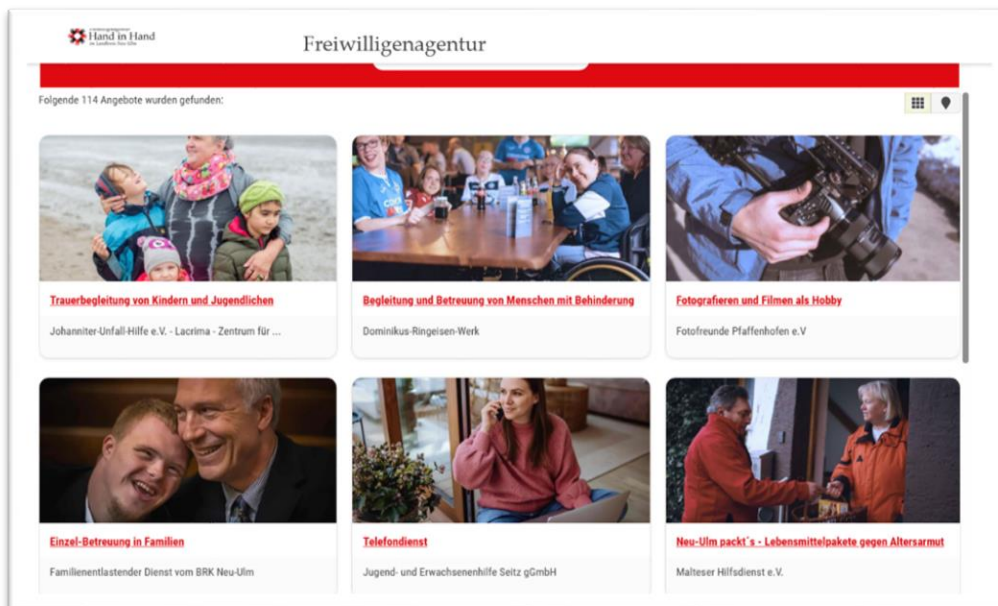 Hand in Hand
Freiwilligenagentur
Folgende 114 Angebote wurden gefunden:
Trauerbegleitung von Kindern und Jugendlichen
Johanniter-Unfall-Hilfe e.V. - Lacrima - Zentrum für ...
Begleitung und Betreuung von Menschen mit Behinderung
Dominikus-Ringeisen-Werk
Fotografieren und Filmen als Hobby
Fotofreunde Pfaffenhofen e.V
Einzel-Betreuung in Familien
Familienentlastender Dienst vom BRK Neu-Ulm
Telefondienst
Jugend- und Erwachsenenhilfe Seitz gGmbH
Neu-Ulm packt´s - Lebensmittelpakete gegen Altersarmut
Malteser Hilfsdienst e.V.